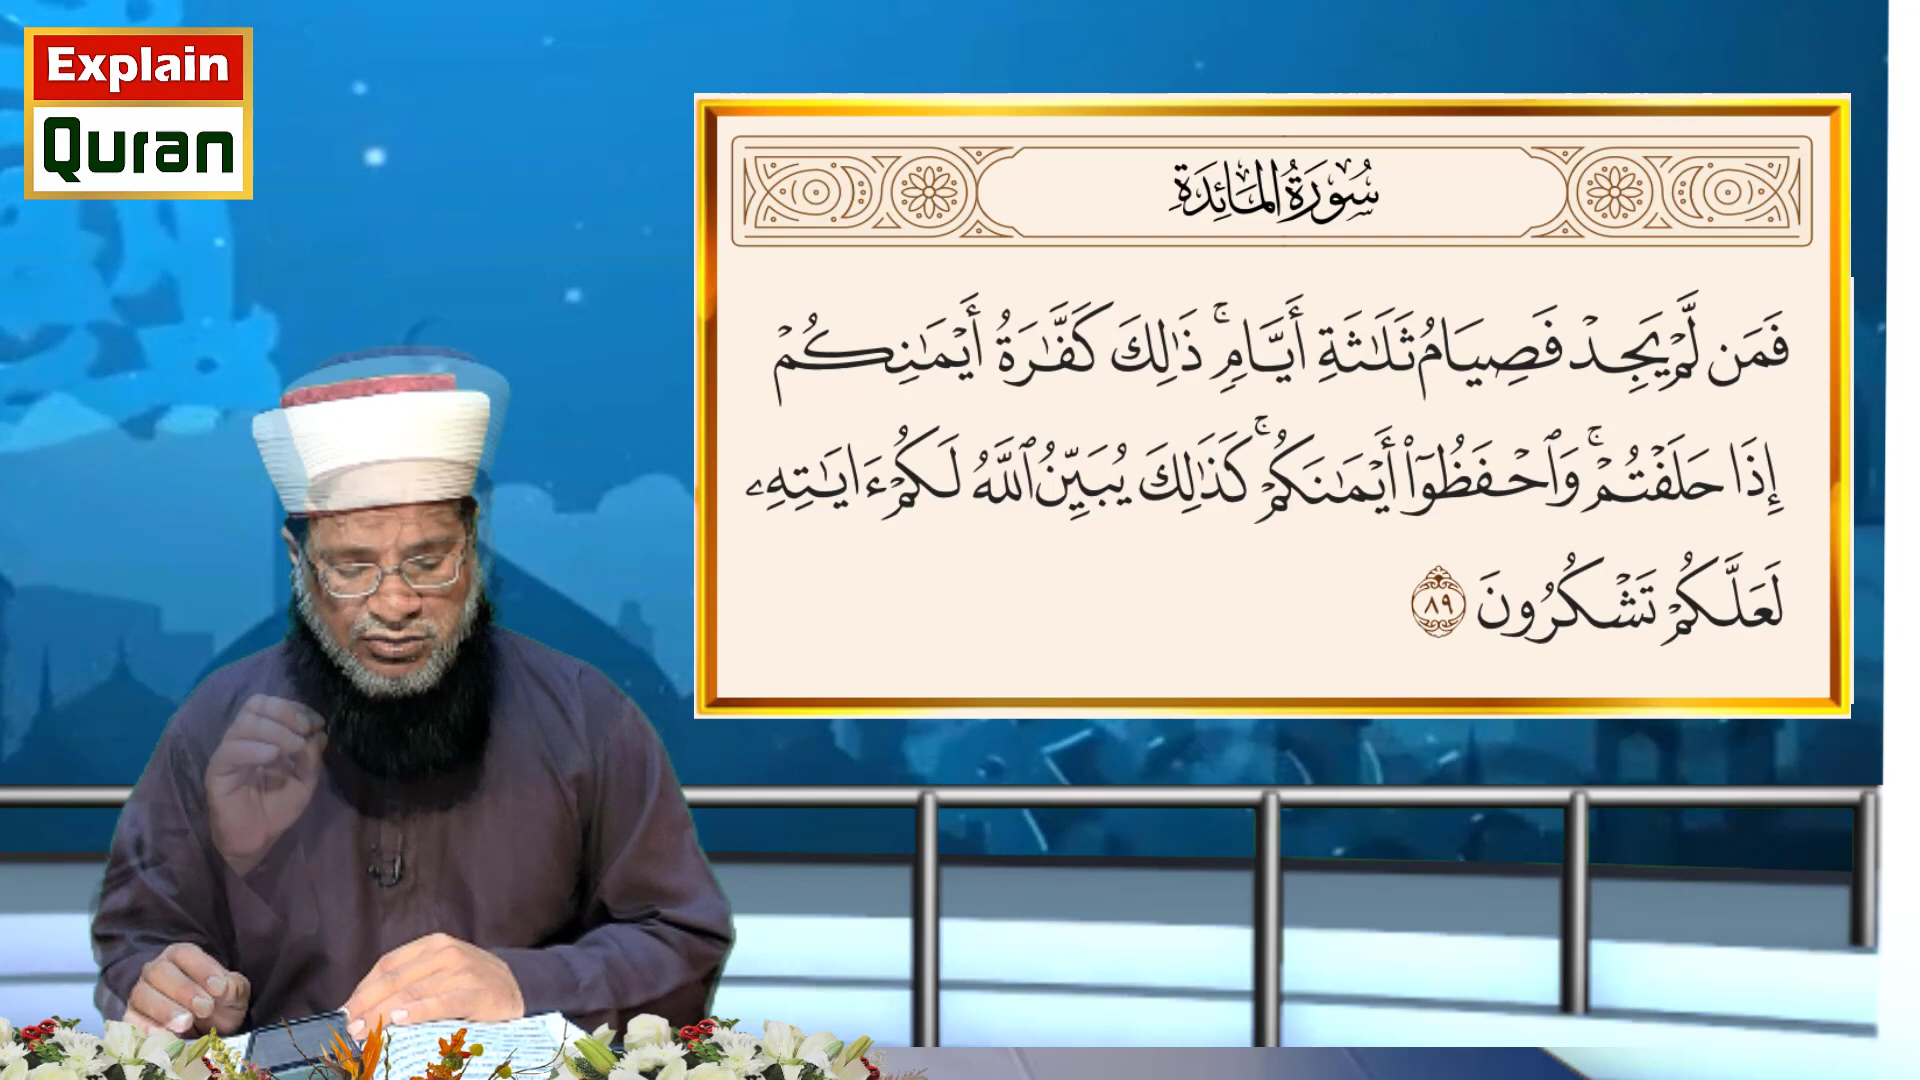 Explain
Quran
سُورَةُ المَائِدَةِ
فَمَن لَّمْ يَجِدْ فَصِيَامُ ثَلَٰثَةِ أَيَّامٍۚ ذَٰلِكَ كَفَّٰرَةُ أَيْمَٰنِكُمْ
إِذَا حَلَفْتُمْۚ وَٱحْفَظُوٓا۟ أَيْمَٰنَكُمْۚ كَذَٰلِكَ يُبَيِّنُ ٱللَّهُ لَكُمْ ءَايَٰتِهِۦ
لَعَلَّكُمْ تَشْكُرُونَ ٨٩